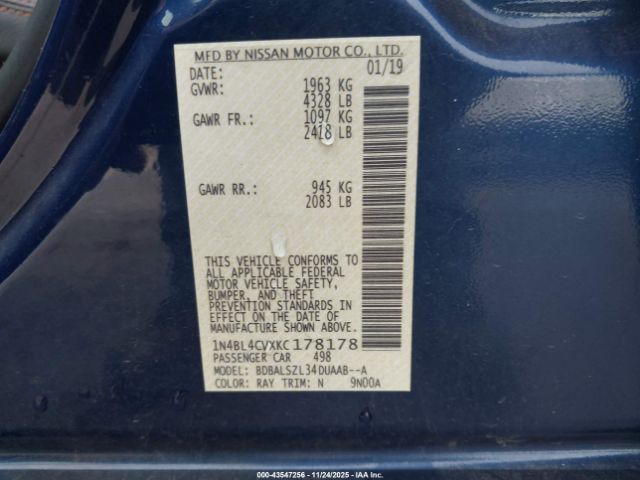 MFD BY NISSAN MOTOR CO., LTD.
DATE: 01/19
GVWR: 1963 KG
4328 LB
GAWR FR.: 1097 KG
2418 LB
GAWR RR.: 945 KG
2083 LB
THIS VEHICLE CONFORMS TO
ALL APPLICABLE FEDERAL
MOTOR VEHICLE SAFETY,
BUMPER, AND THEFT
PREVENTION STANDARDS IN
EFFECT ON THE DATE OF
MANUFACTURE SHOWN ABOVE.
1N4BL4CVXKC178178
PASSENGER CAR 498
MODEL: BDBALSZL34DUAAB--A
COLOR: RAY TRIM: N 9N00A
000-43547256 - 11/24/2025 - IAA, Inc.